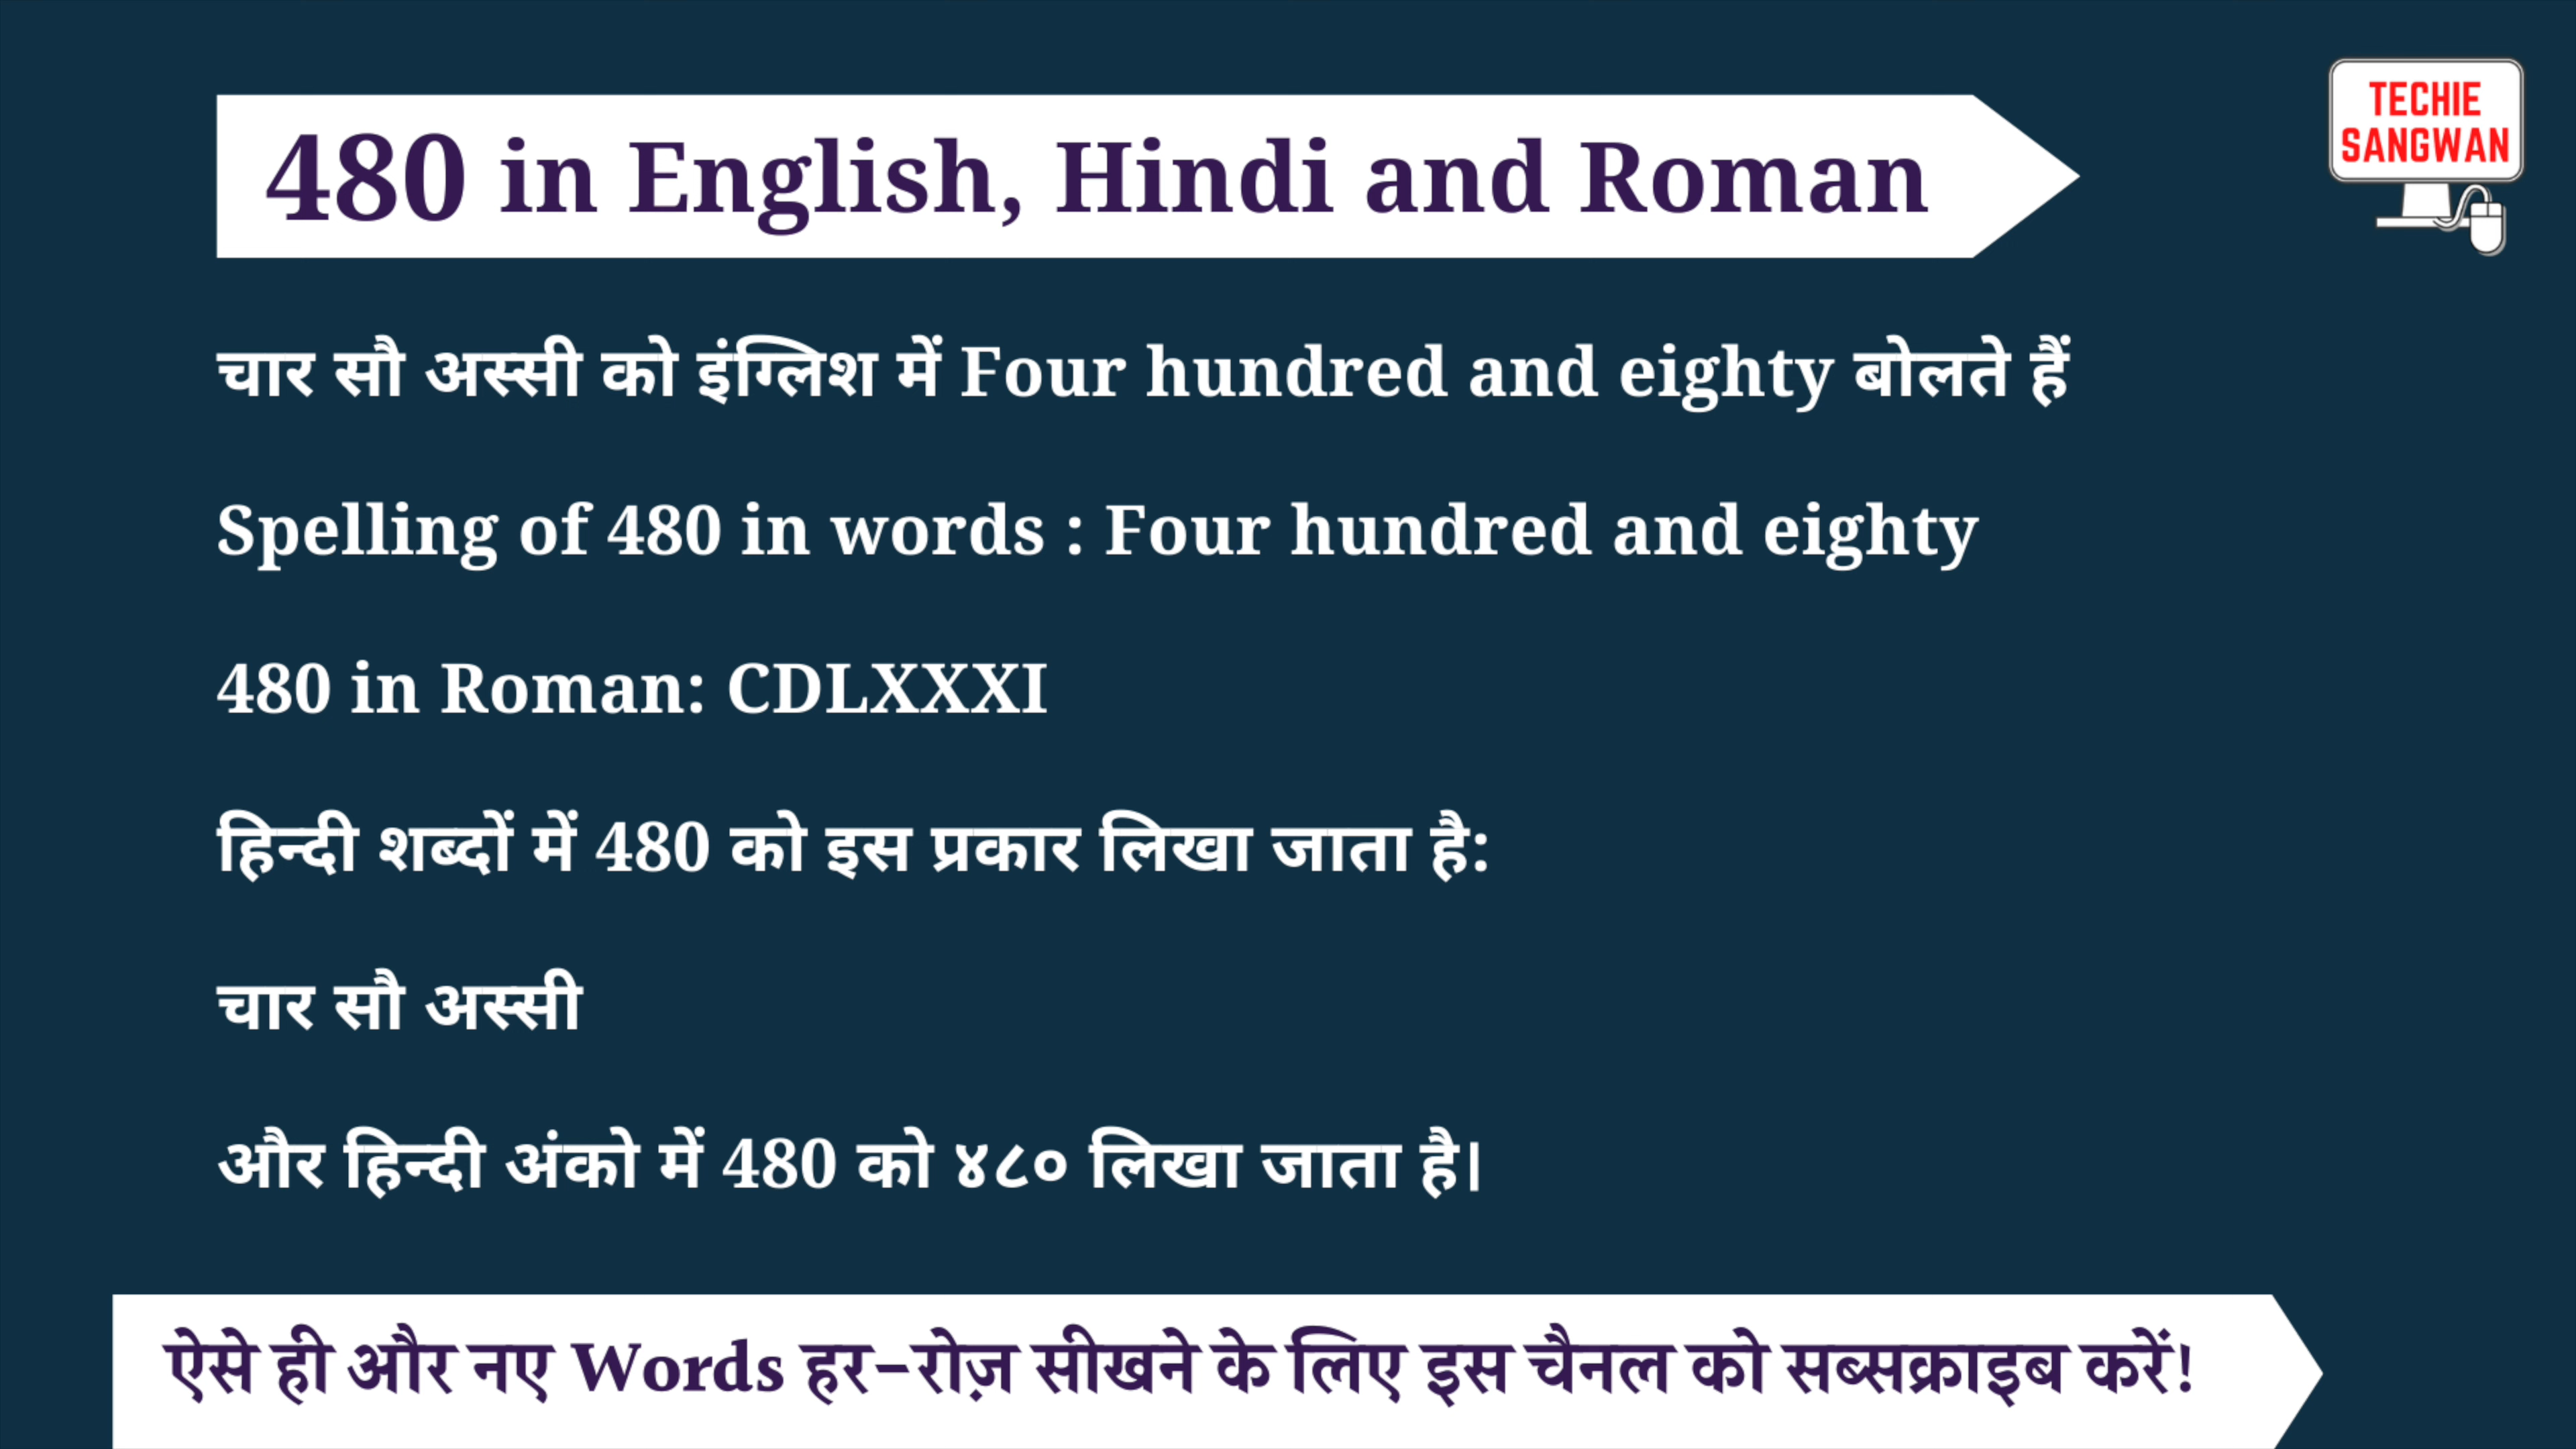 480 in English, Hindi and Roman
TECHIE
SANGWAN
चार सौ अस्सी को इंग्लिश में Four hundred and eighty बोलते हैं
Spelling of 480 in words : Four hundred and eighty
480 in Roman: CDLXXXI
हिन्दी शब्दों में 480 को इस प्रकार लिखा जाता है:
चार सौ अस्सी
और हिन्दी अंको में 480 को ४८० लिखा जाता है।
ऐसे ही और नए Words हर-रोज़ सीखने के लिए इस चैनल को सब्सक्राइब करें!